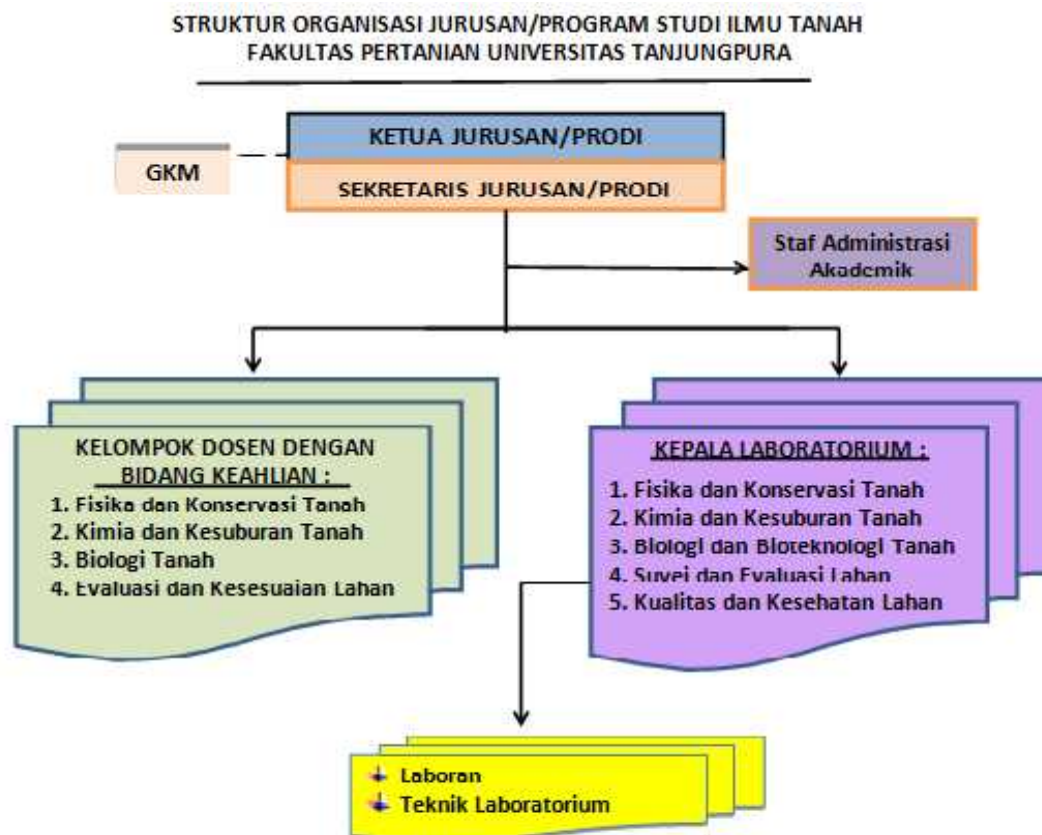 STRUKTUR ORGANISASI JURUSAN/PROGRAM STUDI ILMU TANAH
FAKULTAS PERTANIAN UNIVERSITAS TANJUNGPURA
KETUA JURUSAN/PRODI
GKM
SEKRETARIS JURUSAN/PRODI
Staf Administrasi
Akademik
KELOMPOK DOSEN DENGAN
BIDANG KEAHLIAN :
1. Fisika dan Konservasi Tanah
2. Kimia dan Kesuburan Tanah
3. Biologi Tanah
4. Evaluasi dan Kesesuaian Lahan
KEPALA LABORATORIUM :
1. Fisika dan Konservasi Tanah
2. Kimia dan Kesuburan Tanah
3. Biologi dan Bioteknologi Tanah
4. Suvei dan Evaluasi Lahan
5. Kualitas dan Kesehatan Lahan
Laboran
Teknik Laboratorium